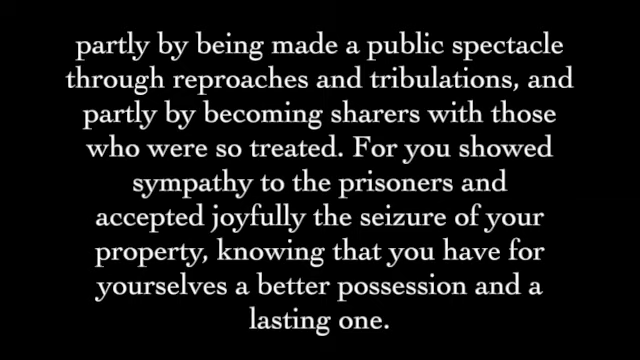 partly by being made a public spectacle
through reproaches and tribulations, and
partly by becoming sharers with those
who were so treated. For you showed
sympathy to the prisoners and
accepted joyfully the seizure of your
property, knowing that you have for
yourselves a better possession and a
lasting one.